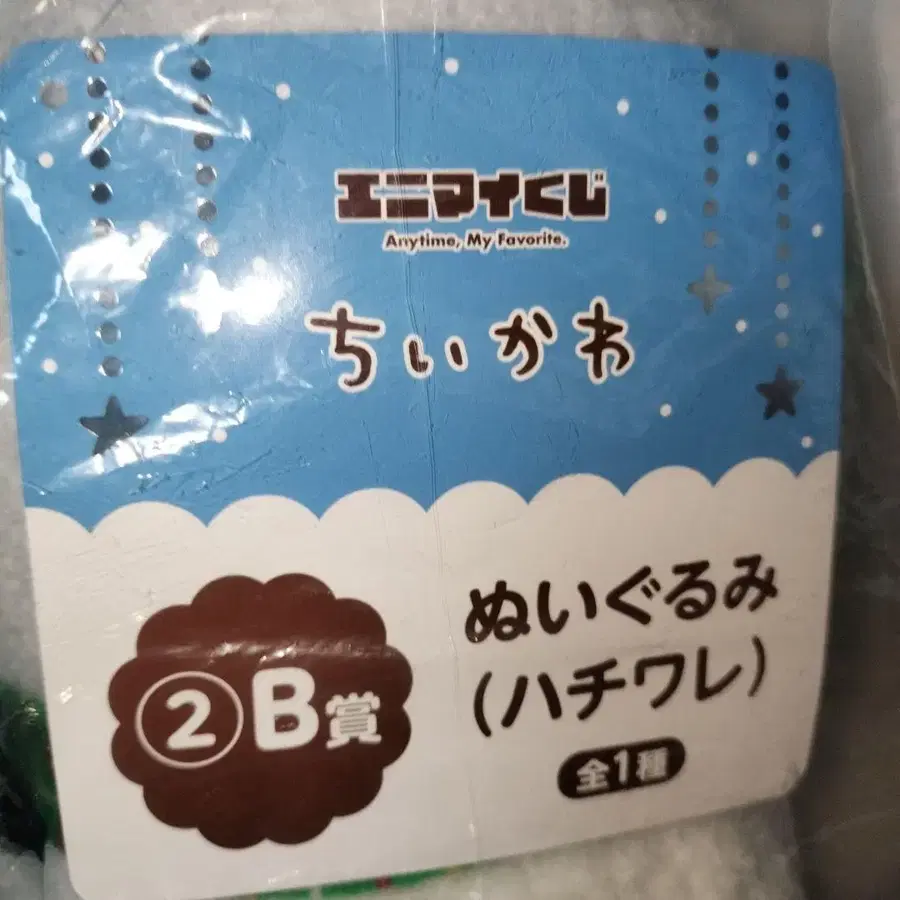 エニマイくじ
Anytime, My Favorite.
ちいかわ
② B賞
ぬいぐるみ
(ハチワレ)
全1種